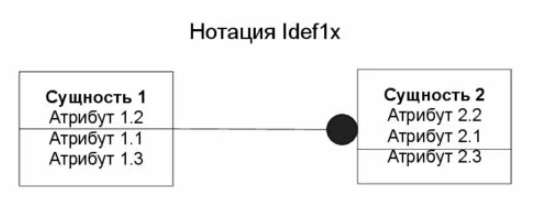 Нотация Idef1x
Сущность 1
Атрибут 1.2
Атрибут 1.1
Атрибут 1.3
Сущность 2
Атрибут 2.2
Атрибут 2.1
Атрибут 2.3